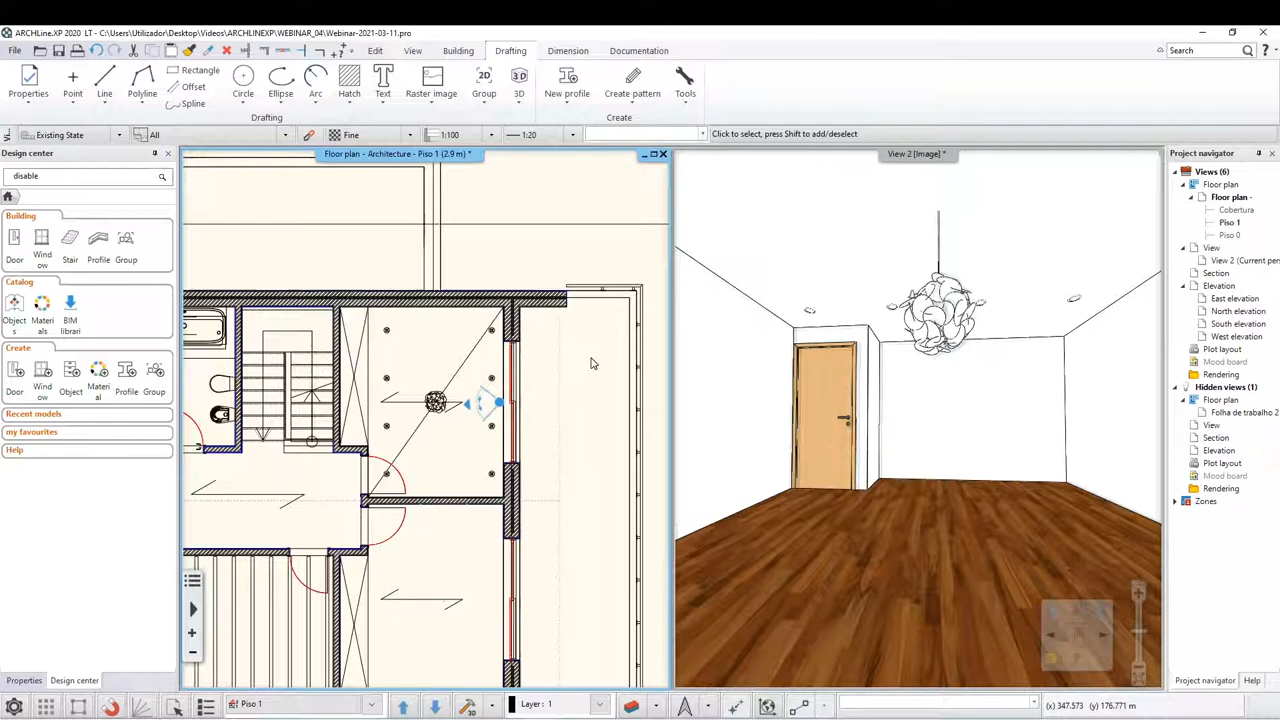 ARCHLine.XP 2020 LT - C:\Users\Utilizador\Desktop\Videos\ARCHLINEXP\WEBINAR_04\Webinar-2021-03-11.pro
File Edit View Building Drafting Dimension Documentation Search
Properties Point Line Polyline Rectangle Offset Spline Circle Ellipse Arc Hatch Text Raster image Group 3D New profile Create pattern Tools
2D 3D
Drafting Create
Existing State All Fine 1:100 1:20 Click to select, press Shift to add/deselect
Design center
disable
Building
Door Wind ow Stair Profile Group
Catalog
Object s Materi als BIM librari
Create
Door Wind ow Object Materi al Profile Group
Recent models
my favourites
Help
Properties Design center
Floor plan - Architecture - Piso 1 (2.9 m) *
View 2 [Image] *
Project navigator
Views (6)
Floor plan
Floor plan -
Cobertura
Piso 1
Piso 0
View
View 2 (Current per
Section
Elevation
East elevation
North elevation
South elevation
West elevation
Plot layout
Mood board
Rendering
Hidden views (1)
Floor plan
Folha de trabalho 2
View
Section
Elevation
Plot layout
Mood board
Rendering
Zones
Project navigator Help
Piso 1 Layer : 1 (x) 347.573 (y) 176.771 m